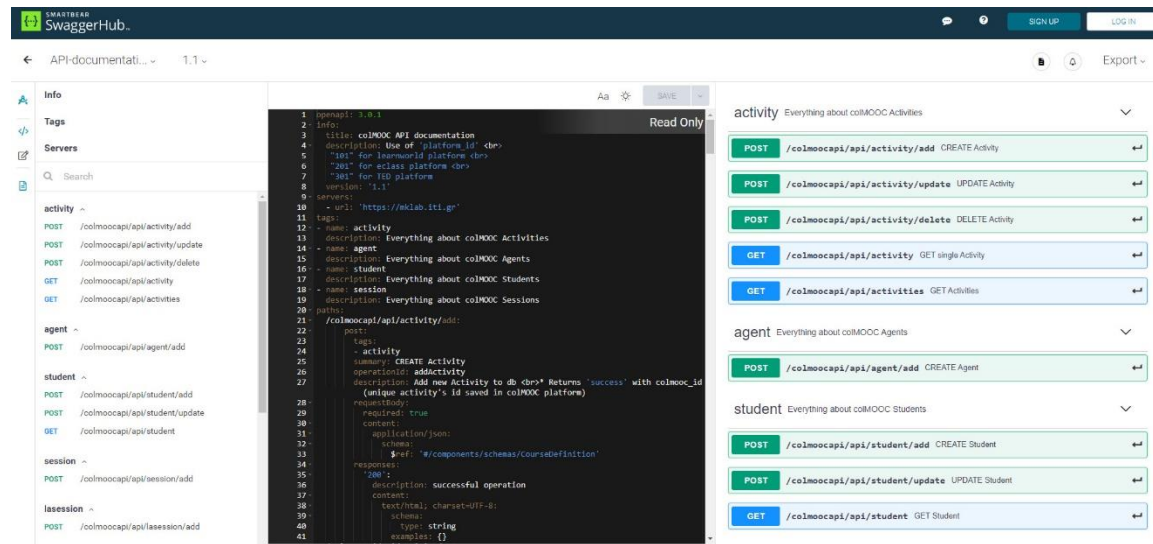 SMARTBEAR
SwaggerHub
SIGN UP
LOG IN
API-documentati...
1.1
Export
Info
Tags
Servers
Search
activity
POST /colmoocapi/api/activity/add
POST /colmoocapi/api/activity/update
POST /colmoocapi/api/activity/delete
GET /colmoocapi/api/activity
GET /colmoocapi/api/activities
agent
POST /colmoocapi/api/agent/add
student
POST /colmoocapi/api/student/add
POST /colmoocapi/api/student/update
GET /colmoocapi/api/student
session
POST /colmoocapi/api/session/add
lasession
POST /colmoocapi/api/lasession/add
Aa
SAVE
Read Only
1 openapi: 3.0.1
2 info:
3 title: colMOOC API documentation
4 description: Use of 'platform_id' <br>
5 "101" for learnworld platform <br>
6 "201" for eclass platform <br>
7 "301" for TED platform
8 version: '1.1'
9 servers:
10 - url: 'https://mklab.iti.gr'
11 tags:
12 - name: activity
13 description: Everything about colMOOC Activities
14 - name: agent
15 description: Everything about colMOOC Agents
16 - name: student
17 description: Everything about colMOOC Students
18 - name: session
19 description: Everything about colMOOC Sessions
20 paths:
21 /colmoocapi/api/activity/add:
22 post:
23 tags:
24 - activity
25 summary: CREATE Activity
26 operationId: addActivity
27 description: Add new Activity to db <br>* Returns 'success' with colmooc_id
(unique activity's id saved in colMOOC platform)
28 requestBody:
29 required: true
30 content:
31 application/json:
32 schema:
33 $ref: '#/components/schemas/CourseDefinition'
34 responses:
35 '200':
36 description: successful operation
37 content:
38 text/html; charset=UTF-8:
39 schema:
40 type: string
41 examples: {}
activity Everything about colMOOC Activities
POST /colmoocapi/api/activity/add CREATE Activity
POST /colmoocapi/api/activity/update UPDATE Activity
POST /colmoocapi/api/activity/delete DELETE Activity
GET /colmoocapi/api/activity GET single Activity
GET /colmoocapi/api/activities GET Activities
agent Everything about colMOOC Agents
POST /colmoocapi/api/agent/add CREATE Agent
student Everything about colMOOC Students
POST /colmoocapi/api/student/add CREATE Student
POST /colmoocapi/api/student/update UPDATE Student
GET /colmoocapi/api/student GET Student